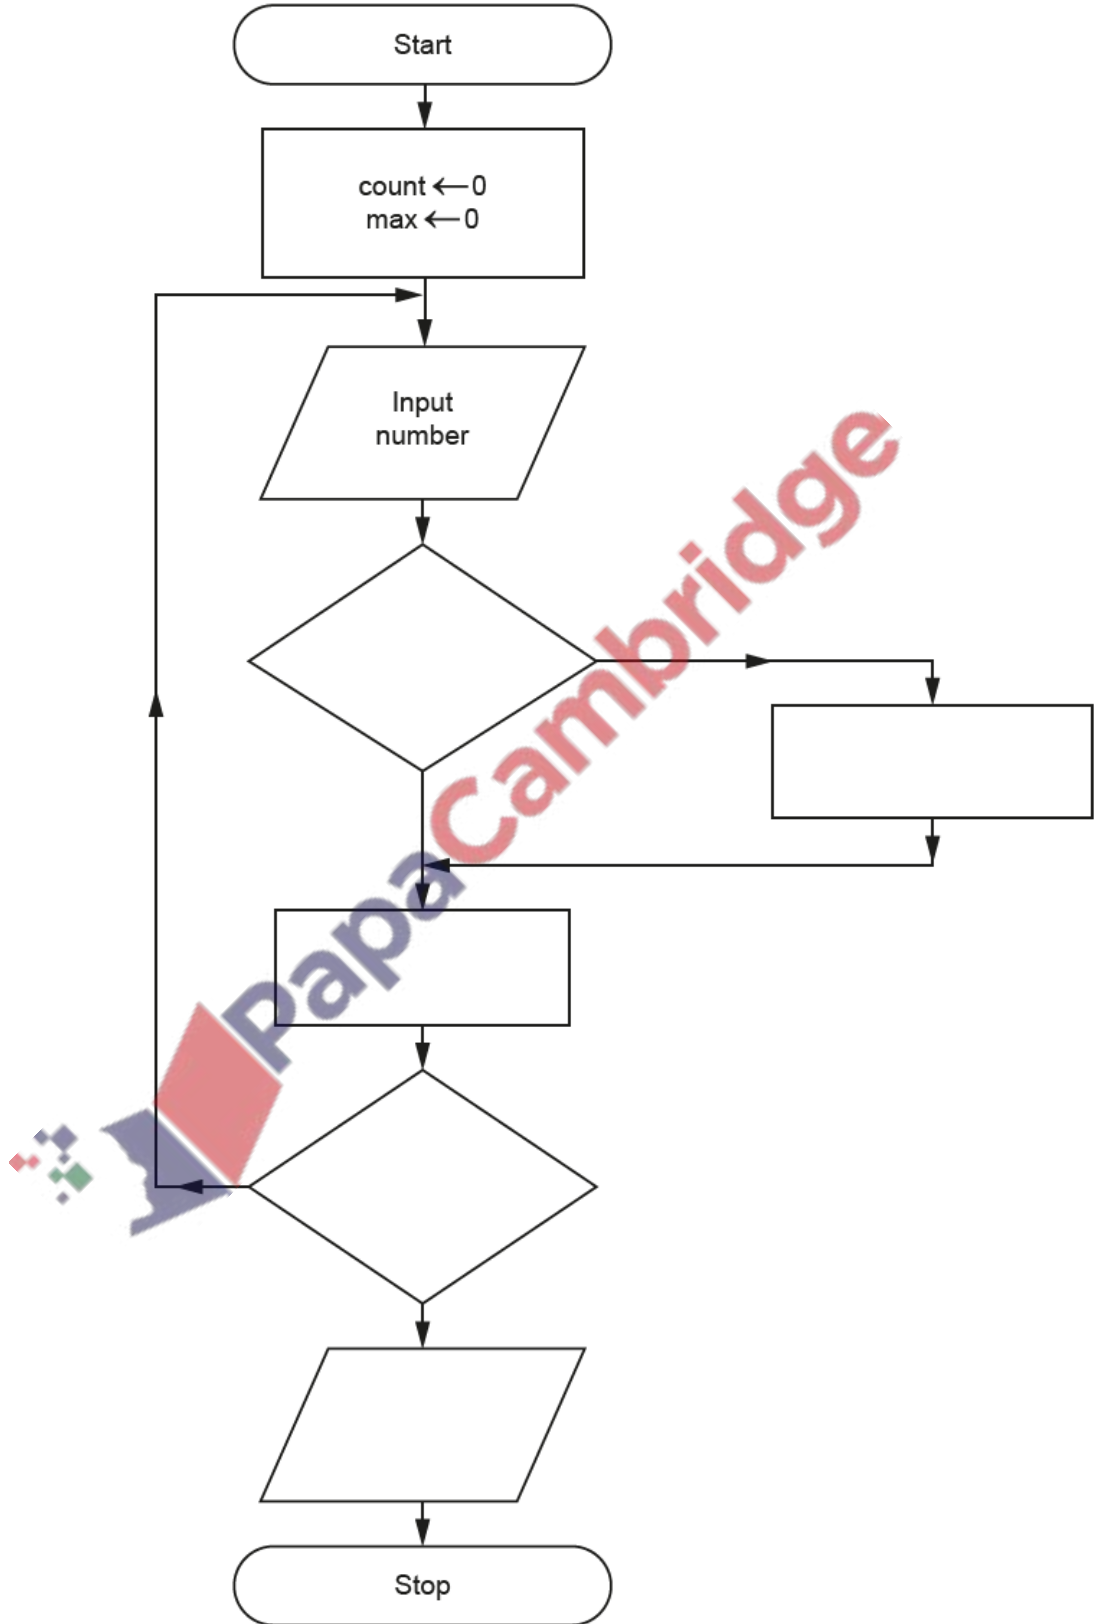 Start
count ←0
max ←0
Input
number
PapaCambridge
Stop